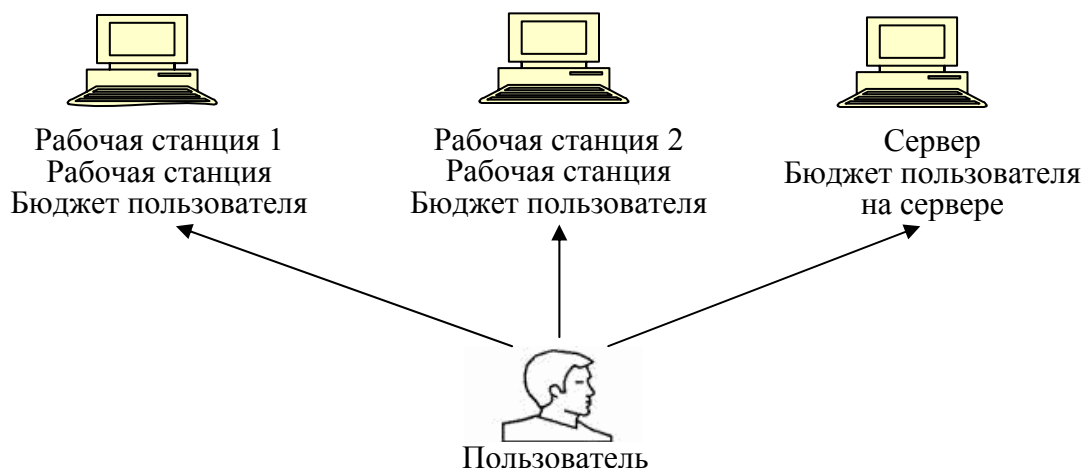 Рабочая станция 1
Рабочая станция
Бюджет пользователя
Рабочая станция 2
Рабочая станция
Бюджет пользователя
Сервер
Бюджет пользователя
на сервере
Пользователь